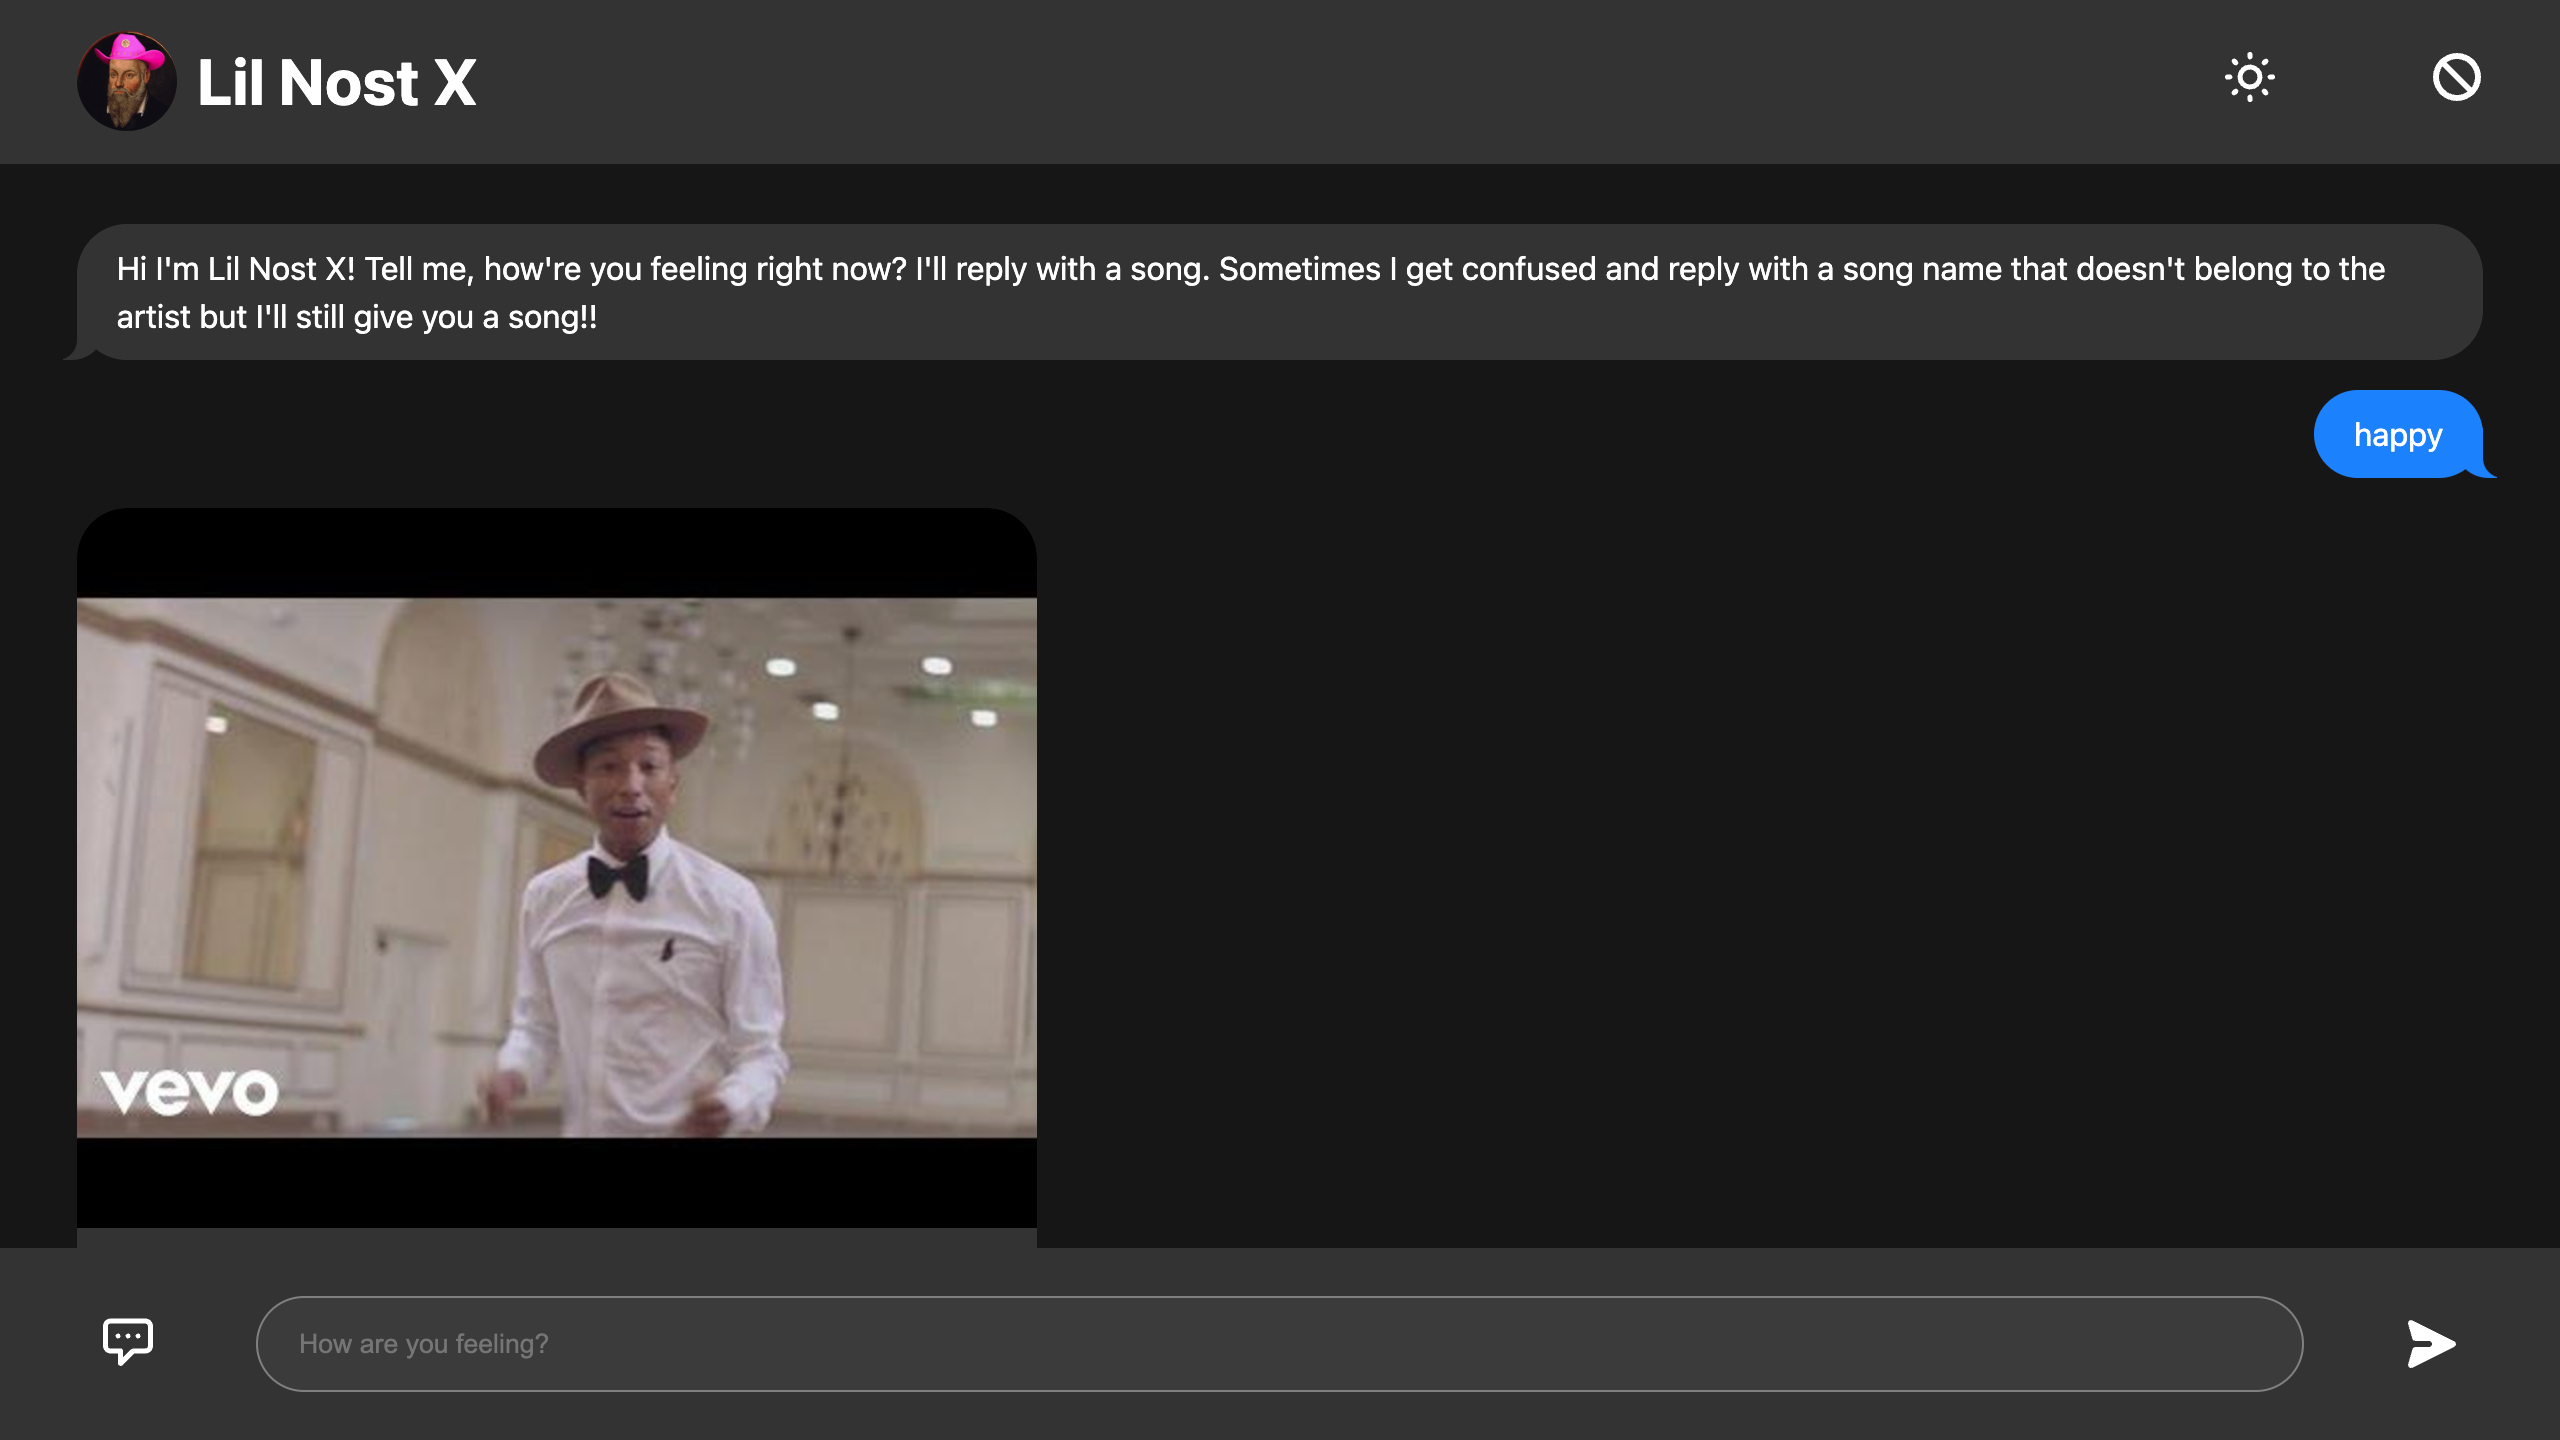 Lil Nost X
Hi I'm Lil Nost X! Tell me, how're you feeling right now? I'll reply with a song. Sometimes I get confused and reply with a song name that doesn't belong to the
artist but I'll still give you a song!!
happy
vevo
How are you feeling?